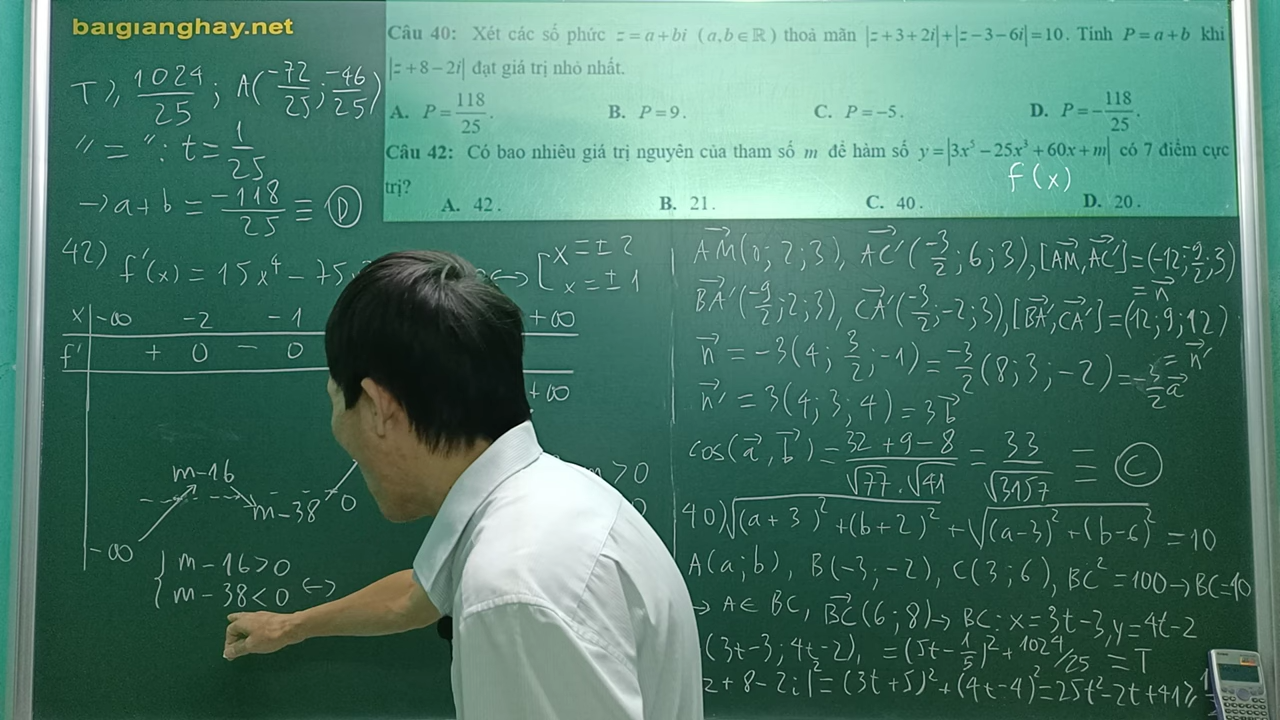 baigianghay.net
Câu 40: Xét các số phức z = a + bi (a,b ∈ ℝ) thoả mãn |z+3+2i|+|z−3−6i|=10. Tính P = a+b khi
|z+8−2i| đạt giá trị nhỏ nhất.
A. P = 118/25. B. P = 9. C. P = −5. D. P = −118/25.
Câu 42: Có bao nhiêu giá trị nguyên của tham số m để hàm số y = |3x⁵ − 25x³ + 60x + m| có 7 điểm cực
trị?
f(x)
A. 42. B. 21. C. 40. D. 20.
T ≥ 1024/25 ; A(-72/25 ; -46/25)
" = " : t = 1/25
→ a + b = -118/25 ≡ D
42) f'(x) = 15x⁴ − 75 ↔ [x = ± 2
x = ± 1
x | -∞ -2 -1 +∞
f' | + 0 − 0
+∞
m-16
m-38 0
-∞
{ m − 16 > 0
m − 38 < 0 ↔
m > 0
AM(0; 2; 3), AC'(-3/2; 6; 3), [AM, AC'] = (-12; -9/2; 3)
= n
BA'(-9/2; 2; 3), CA'(-3/2; -2; 3), [BA', CA'] = (12; 9; 12)
= n'
n = -3(4; 3/2; -1) = -3/2 (8; 3; -2) = -3/2 a
n' = 3(4; 3; 4) = 3b
cos(a, b) = 32 + 9 − 8 / √77 . √41 = 33 / √3157 ≡ C
40) √(a+3)² + (b+2)² + √(a-3)² + (b-6)² = 10
A(a; b), B(-3; -2), C(3; 6), BC² = 100 → BC = 10
→ A ∈ BC, BC(6; 8) → BC: x = 3t − 3, y = 4t − 2
(3t-3; 4t-2), = (5t − 1/5)² + 1024/25 = T
z + 8 − 2i|² = (3t+5)² + (4t-4)² = 25t² − 2t + 41 ≥